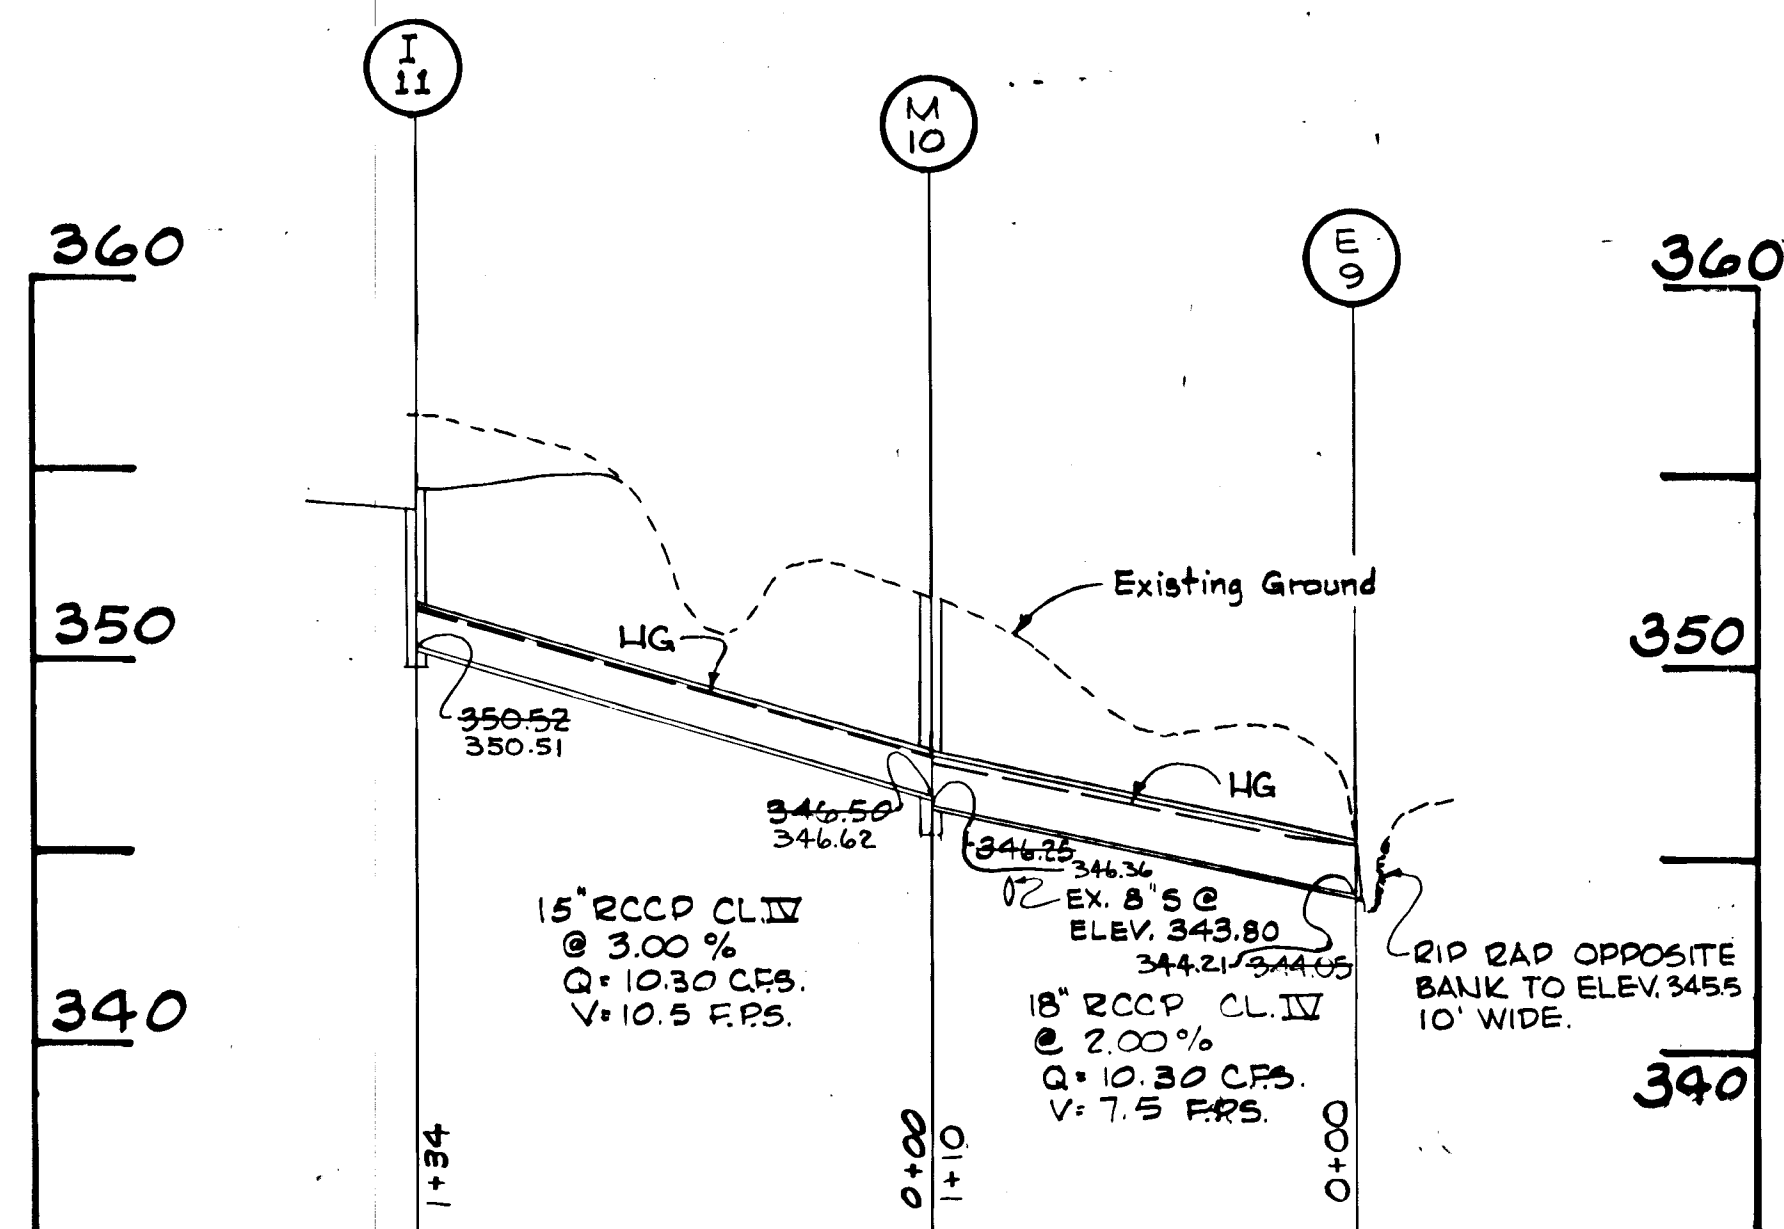 I
11
M
10
E
9
360
360
Existing Ground
350
350
HG
HG
350.52
350.51
346.50
346.62
346.25
346.36
EX. 8"S @
ELEV. 343.80
344.21
344.05
15" RCCP CL.IV
@ 3.00 %
Q= 10.30 C.F.S.
V= 10.5 F.P.S.
18" RCCP CL.IV
@ 2.00 %
Q= 10.30 C.F.S.
V= 7.5 F.P.S.
RIP RAP OPPOSITE
BANK TO ELEV. 345.5
10' WIDE.
340
340
1+34
0+00
1+10
0+00